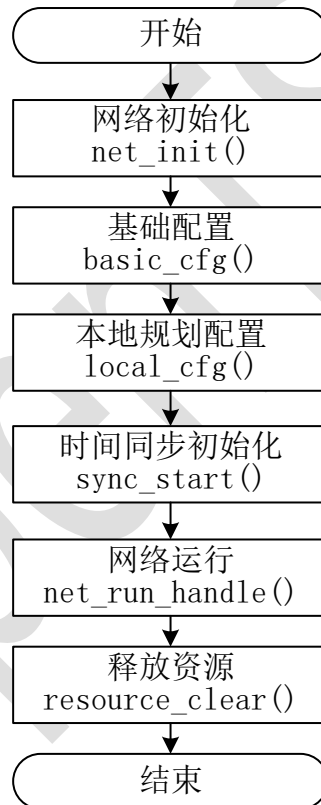 开始
网络初始化
net_init()
基础配置
basic_cfg()
本地规划配置
local_cfg()
时间同步初始化
sync_start()
网络运行
net_run_handle()
释放资源
resource_clear()
结束